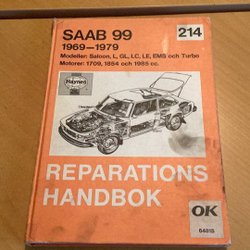 SAAB 99
214
1969—1979
Modeller: Saloon, L, GL, LC, LE, EMS och Turbo
Motorer: 1709, 1854 och 1985 cc.
Haynes
REPARATIONS
HANDBOK
OK